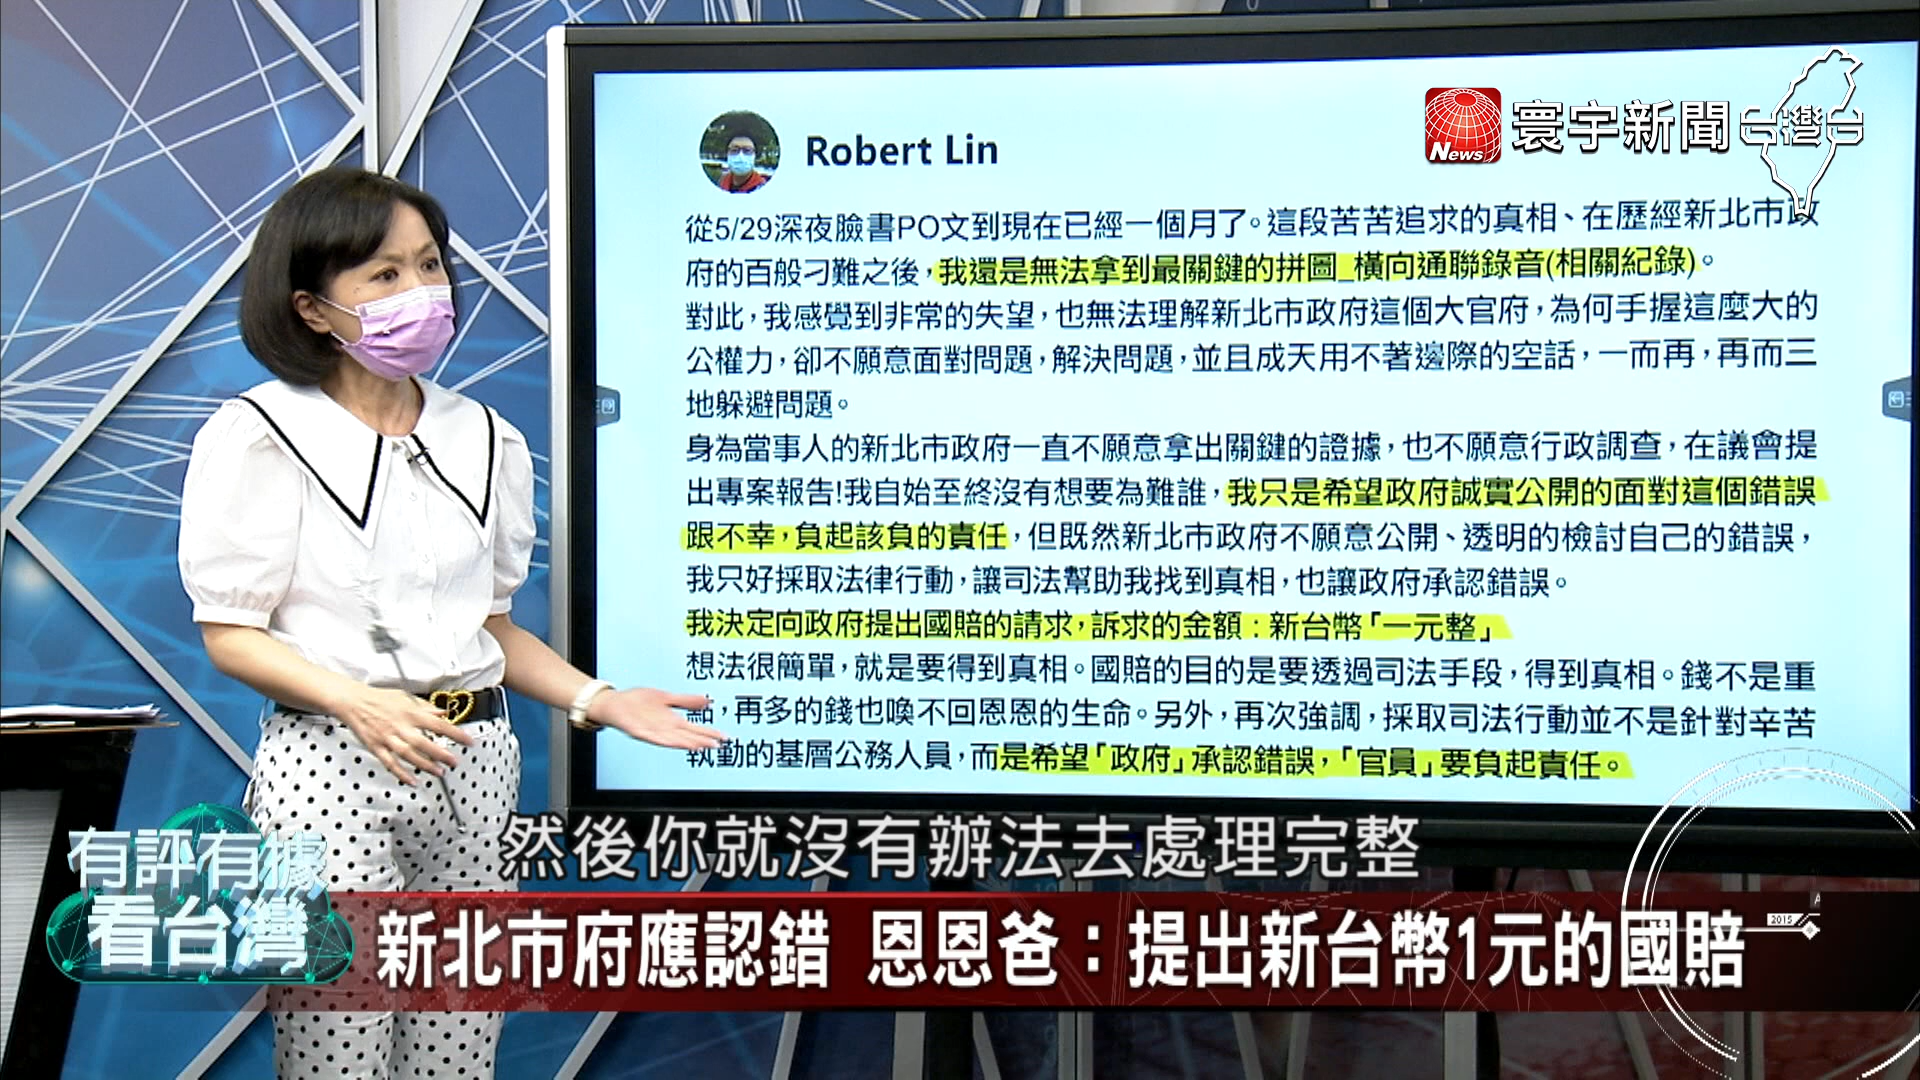 News 寰宇新聞 台灣台
Robert Lin
從5/29深夜臉書PO文到現在已經一個月了。這段苦苦追求的真相、在歷經新北市政
府的百般刁難之後，我還是無法拿到最關鍵的拼圖_橫向通聯錄音(相關紀錄)。
對此，我感覺到非常的失望，也無法理解新北市政府這個大官府，為何手握這麼大的
公權力，卻不願意面對問題，解決問題，並且成天用不著邊際的空話，一而再，再而三
地躲避問題。
身為當事人的新北市政府一直不願意拿出關鍵的證據，也不願意行政調查，在議會提
出專案報告!我自始至終沒有想要為難誰，我只是希望政府誠實公開的面對這個錯誤
跟不幸，負起該負的責任，但既然新北市政府不願意公開、透明的檢討自己的錯誤，
我只好採取法律行動，讓司法幫助我找到真相，也讓政府承認錯誤。
我決定向政府提出國賠的請求，訴求的金額：新台幣「一元整」
想法很簡單，就是要得到真相。國賠的目的是要透過司法手段，得到真相。錢不是重
點，再多的錢也喚不回恩恩的生命。另外，再次強調，採取司法行動並不是針對辛苦
執勤的基層公務人員，而是希望「政府」承認錯誤，「官員」要負起責任。
然後你就沒有辦法去處理完整
有評有據
看台灣
新北市府應認錯 恩恩爸：提出新台幣1元的國賠
2015